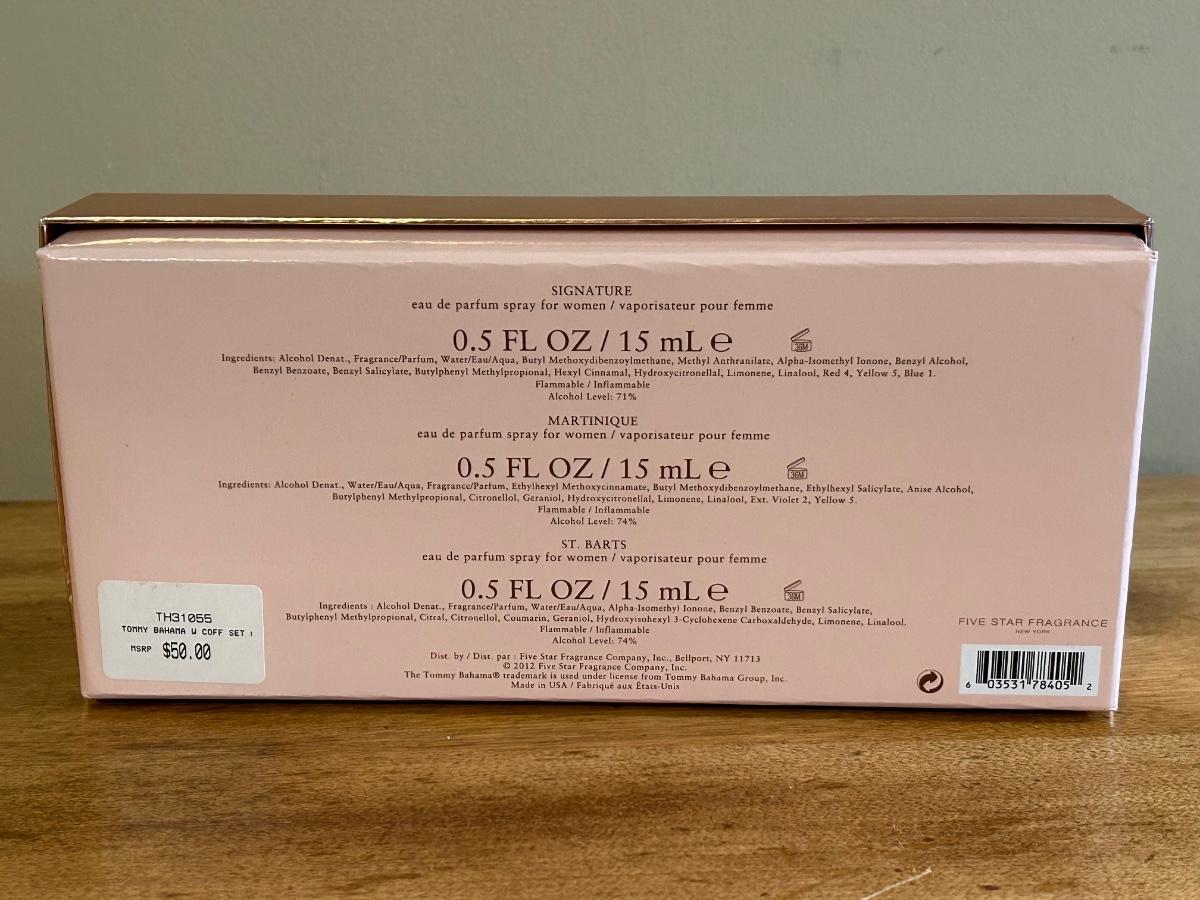 SIGNATURE
eau de parfum spray for women / vaporisateur pour femme
0.5 FL OZ / 15 mL ℮
36M
Ingredients: Alcohol Denat., Fragrance/Parfum, Water/Eau/Aqua, Butyl Methoxydibenzoylmethane, Methyl Anthranilate, Alpha-Isomethyl Ionone, Benzyl Alcohol,
Benzyl Benzoate, Benzyl Salicylate, Butylphenyl Methylpropional, Hexyl Cinnamal, Hydroxycitronellal, Limonene, Linalool, Red 4, Yellow 5, Blue 1.
Flammable / Inflammable
Alcohol Level: 71%
MARTINIQUE
eau de parfum spray for women / vaporisateur pour femme
0.5 FL OZ / 15 mL ℮
36M
Ingredients: Alcohol Denat., Water/Eau/Aqua, Fragrance/Parfum, Ethylhexyl Methoxycinnamate, Butyl Methoxydibenzoylmethane, Ethylhexyl Salicylate, Anise Alcohol,
Butylphenyl Methylpropional, Citronellol, Geraniol, Hydroxycitronellal, Limonene, Linalool, Ext. Violet 2, Yellow 5.
Flammable / Inflammable
Alcohol Level: 74%
ST. BARTS
eau de parfum spray for women / vaporisateur pour femme
0.5 FL OZ / 15 mL ℮
36M
Ingredients : Alcohol Denat., Fragrance/Parfum, Water/Eau/Aqua, Alpha-Isomethyl Ionone, Benzyl Benzoate, Benzyl Salicylate,
Butylphenyl Methylpropional, Citral, Citronellol, Coumarin, Geraniol, Hydroxyisohexyl 3-Cyclohexene Carboxaldehyde, Limonene, Linalool.
Flammable / Inflammable
Alcohol Level: 74%
Dist. by / Dist. par : Five Star Fragrance Company, Inc., Bellport, NY 11713
© 2012 Five Star Fragrance Company, Inc.
The Tommy Bahama® trademark is used under license from Tommy Bahama Group, Inc.
Made in USA / Fabriqué aux États-Unis
TH31055
TOMMY BAHAMA W COFF SET
MSRP $50.00
FIVE STAR FRAGRANCE
NEW YORK
6 03531 78405 2